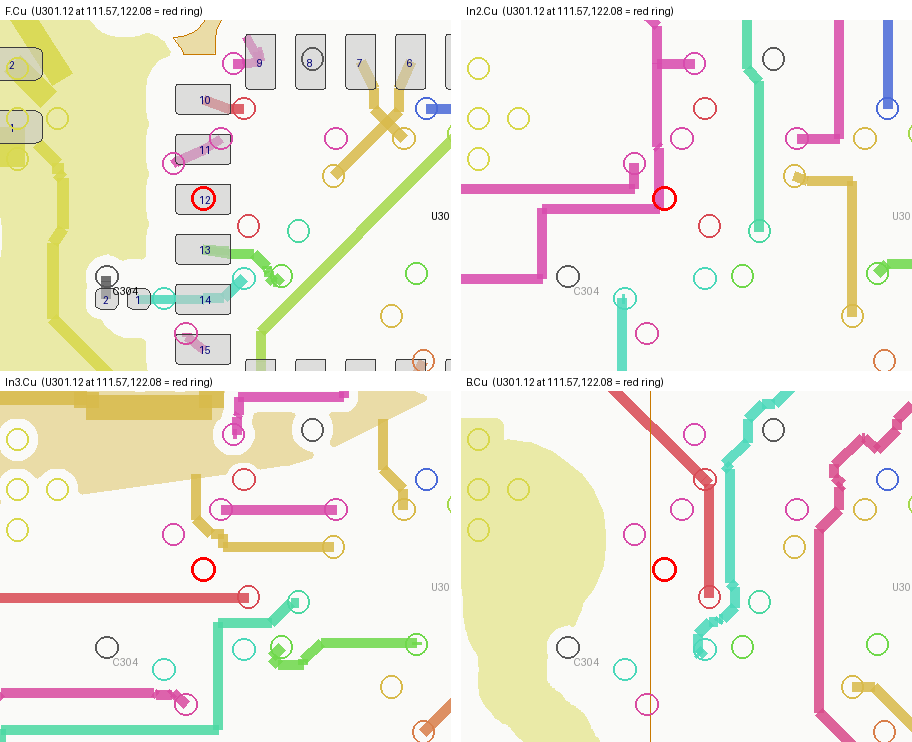 F.Cu (U301.12 at 111.57,122.08 = red ring)
In2.Cu (U301.12 at 111.57,122.08 = red ring)
2
1
9
8
7
6
10
11
12
13
14
15
U30
C304
2
1
U30
C304
In3.Cu (U301.12 at 111.57,122.08 = red ring)
B.Cu (U301.12 at 111.57,122.08 = red ring)
U30
C304
U30
C304